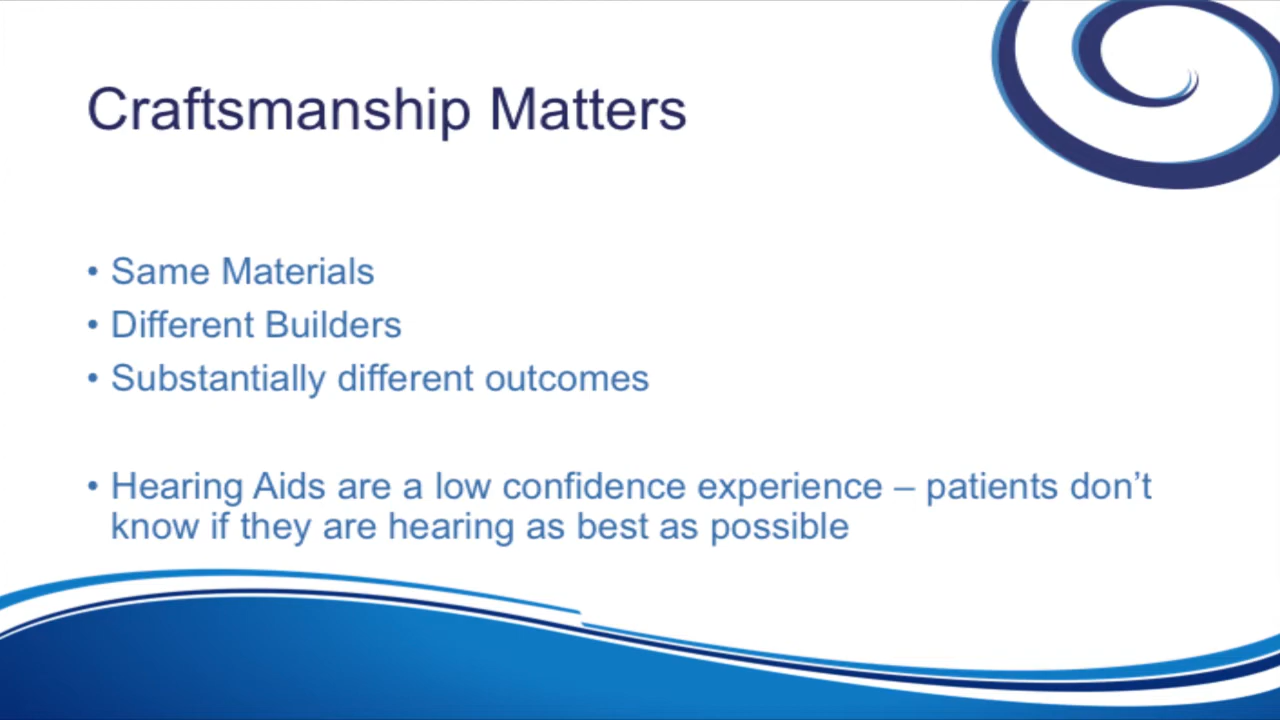 Craftsmanship Matters
• Same Materials
• Different Builders
• Substantially different outcomes
• Hearing Aids are a low confidence experience – patients don’t
know if they are hearing as best as possible